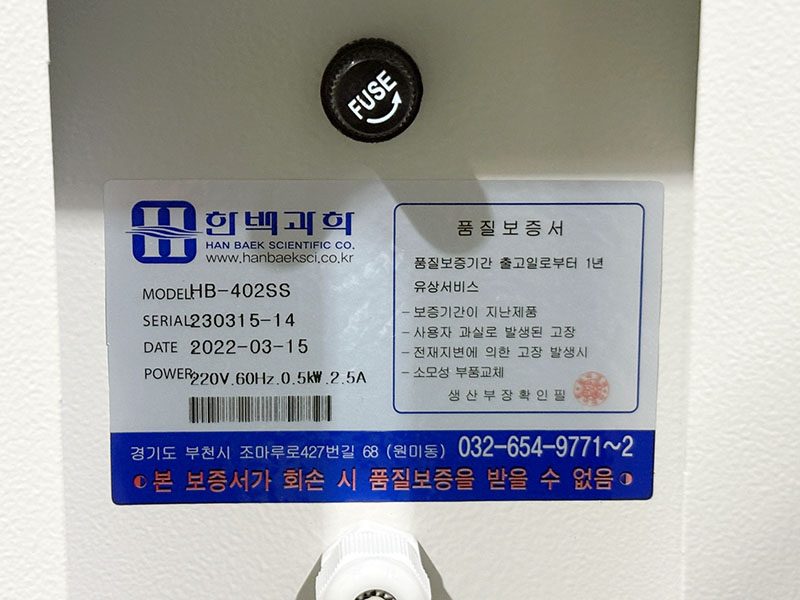 FUSE
한백과학
HAN BAEK SCIENTIFIC CO.
www.hanbaeksci.co.kr
MODEL: HB-402SS
SERIAL: 230315-14
DATE 2022-03-15
POWER: 220V.60Hz.0.5kW.2.5A
품질보증서
품질보증기간 출고일로부터 1년
유상서비스
- 보증기간이 지난제품
- 사용자 과실로 발생된 고장
- 전재지변에 의한 고장 발생시
- 소모성 부품교체
생산부장확인필
경기도 부천시 조마루로427번길 68 (원미동) 032-654-9771~2
본 보증서가 회손 시 품질보증을 받을 수 없음